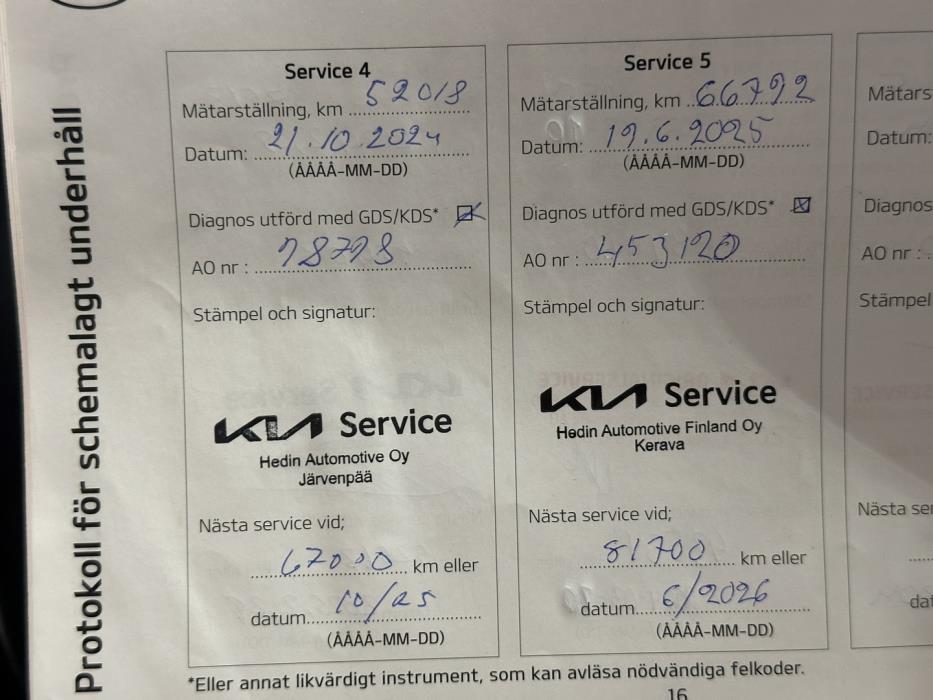 Protokoll för schemalagt underhåll
Service 4
Mätarställning, km 52018
Datum: 21.10.2024
(ÅÅÅÅ-MM-DD)
Diagnos utförd med GDS/KDS*
AO nr :
Stämpel och signatur:
KIA Service
Hedin Automotive Oy
Järvenpää
Nästa service vid;
67000 km eller
datum 10/25
(ÅÅÅÅ-MM-DD)
Service 5
Mätarställning, km 66792
Datum: 19.6.2025
(ÅÅÅÅ-MM-DD)
Diagnos utförd med GDS/KDS*
AO nr : 453120
Stämpel och signatur:
KIA Service
Hedin Automotive Finland Oy
Kerava
Nästa service vid;
81700 km eller
datum 6/2026
(ÅÅÅÅ-MM-DD)
Mätars
Datum:
Diagnos
AO nr :
Stämpel
Nästa ser
dat
*Eller annat likvärdigt instrument, som kan avläsa nödvändiga felkoder.
16